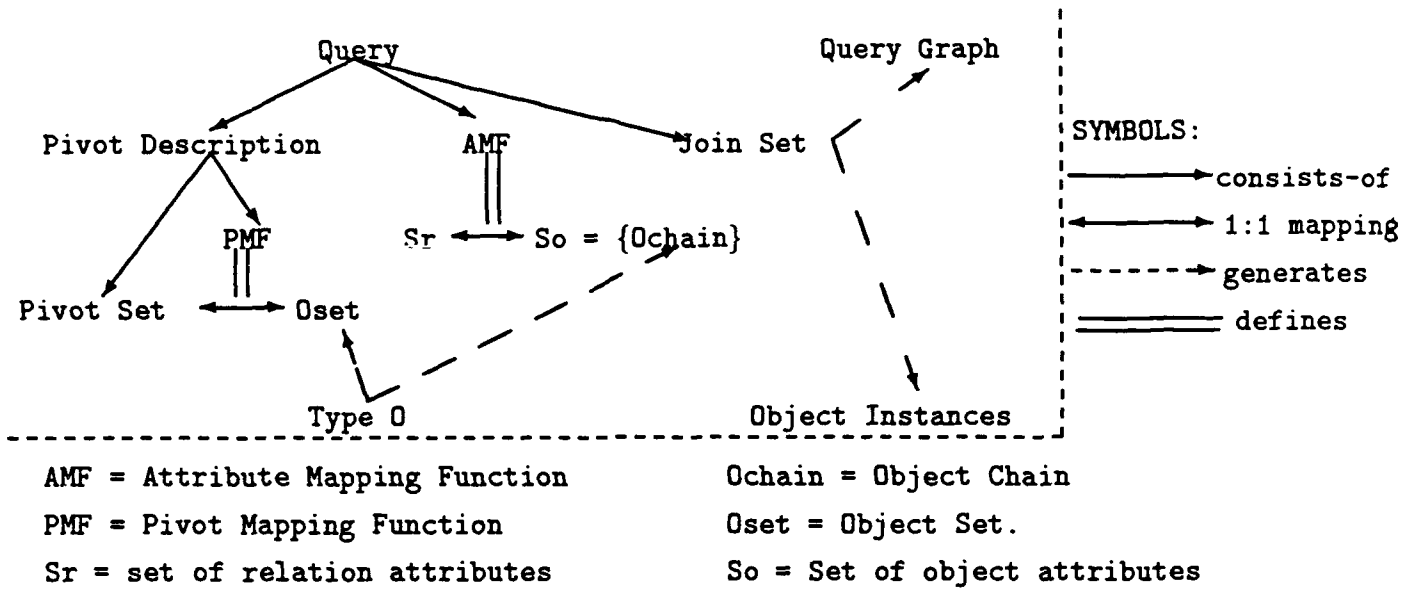 Query
Query Graph
Pivot Description
AMF
Join Set
SYMBOLS:
consists-of
PMF
Sr
So = {Ochain}
1:1 mapping
generates
Pivot Set
Oset
defines
Type O
Object Instances
AMF = Attribute Mapping Function
Ochain = Object Chain
PMF = Pivot Mapping Function
Oset = Object Set.
Sr = set of relation attributes
So = Set of object attributes